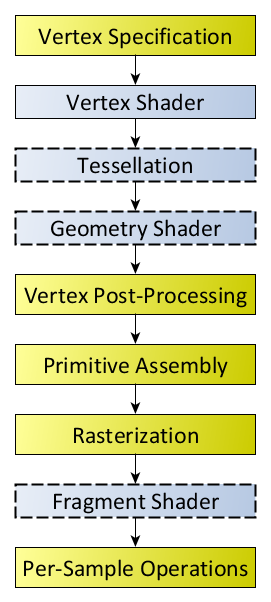 Vertex Specification
Vertex Shader
Tessellation
Geometry Shader
Vertex Post-Processing
Primitive Assembly
Rasterization
Fragment Shader
Per-Sample Operations